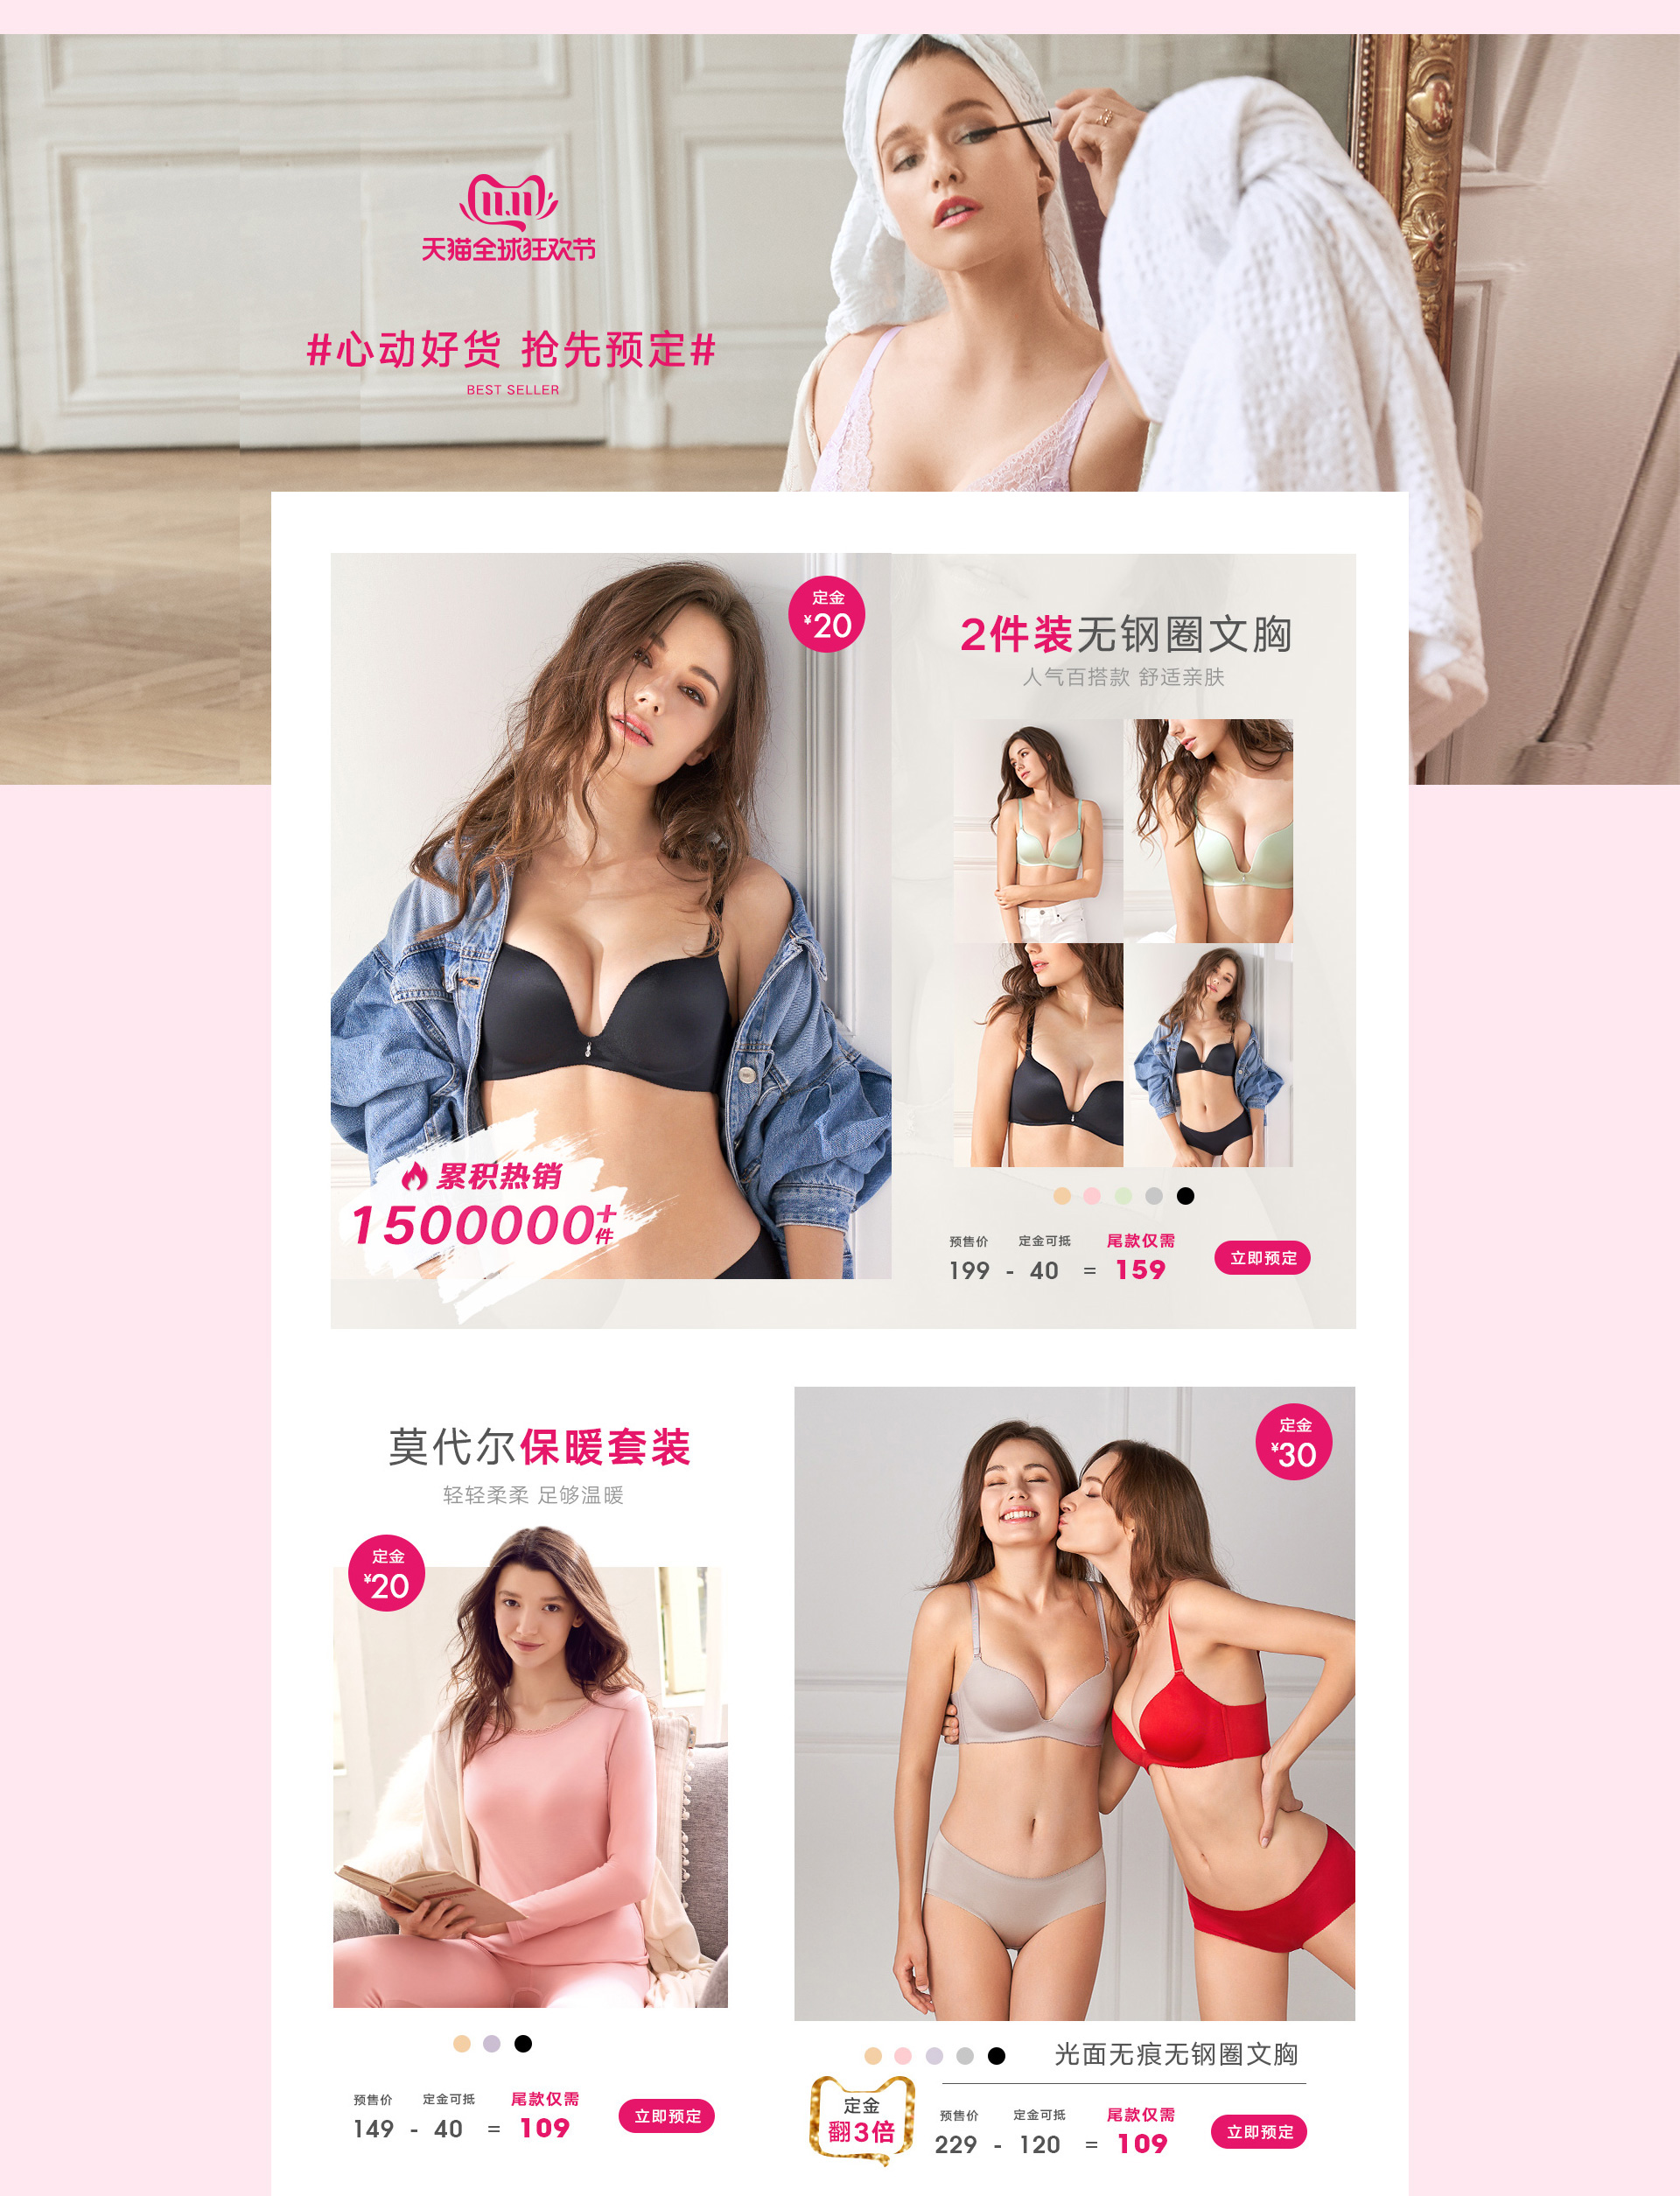 11.11
天猫全球狂欢节
#心动好货 抢先预定#
BEST SELLER
定金
¥20
2件装无钢圈文胸
人气百搭款 舒适亲肤
累积热销
1500000+件
预售价 定金可抵 尾款仅需
199 - 40 = 159
立即预定
莫代尔保暖套装
轻轻柔柔 足够温暖
定金
¥20
预售价 定金可抵 尾款仅需
149 - 40 = 109
立即预定
定金
¥30
光面无痕无钢圈文胸
定金
翻3倍
预售价 定金可抵 尾款仅需
229 - 120 = 109
立即预定